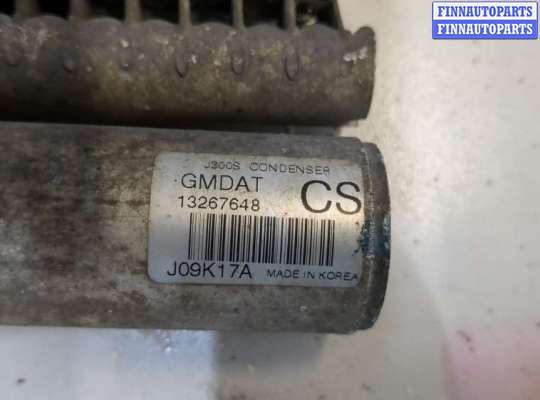 FINNAUTOPARTS
FINNAUTOPARTS
J300S CONDENSER
GMDAT
CS
13267648
J09K17A
MADE IN KOREA